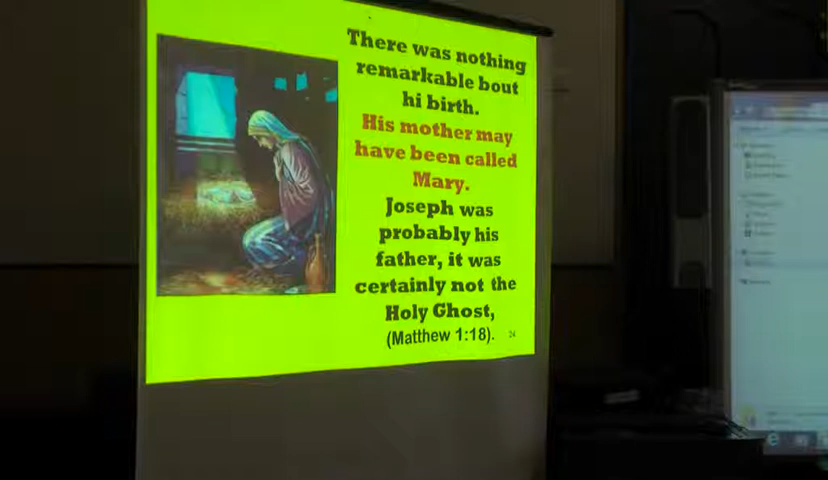 There was nothing
remarkable bout
hi birth.
His mother may
have been called
Mary.
Joseph was
probably his
father, it was
certainly not the
Holy Ghost,
(Matthew 1:18).
24